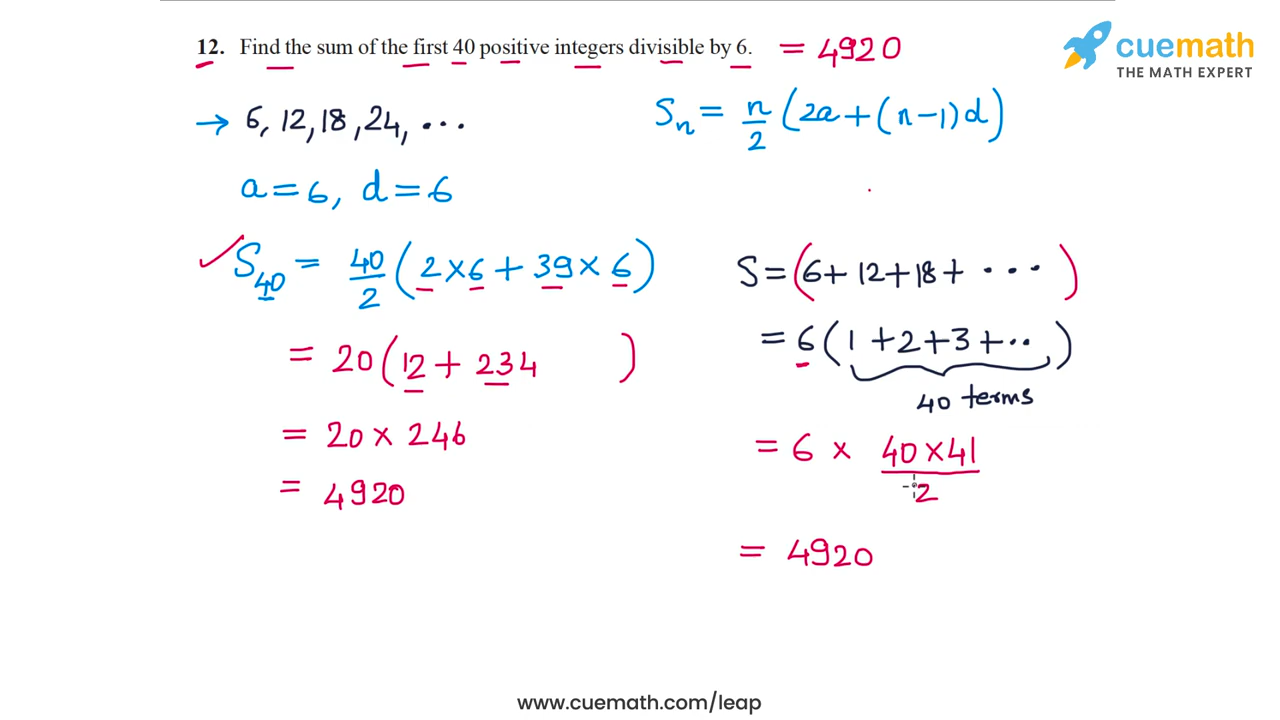 12. Find the sum of the first 40 positive integers divisible by 6. = 4920
cuemath
THE MATH EXPERT
→ 6, 12, 18, 24, ...
Sn = n/2 (2a + (n-1)d)
a = 6, d = 6
✓ S40 = 40/2 (2 × 6 + 39 × 6)
= 20 (12 + 234 )
= 20 × 246
= 4920
S = (6 + 12 + 18 + ... )
= 6 (1 + 2 + 3 + ..)
40 terms
= 6 × 40 × 41/2
= 4920
www.cuemath.com/leap